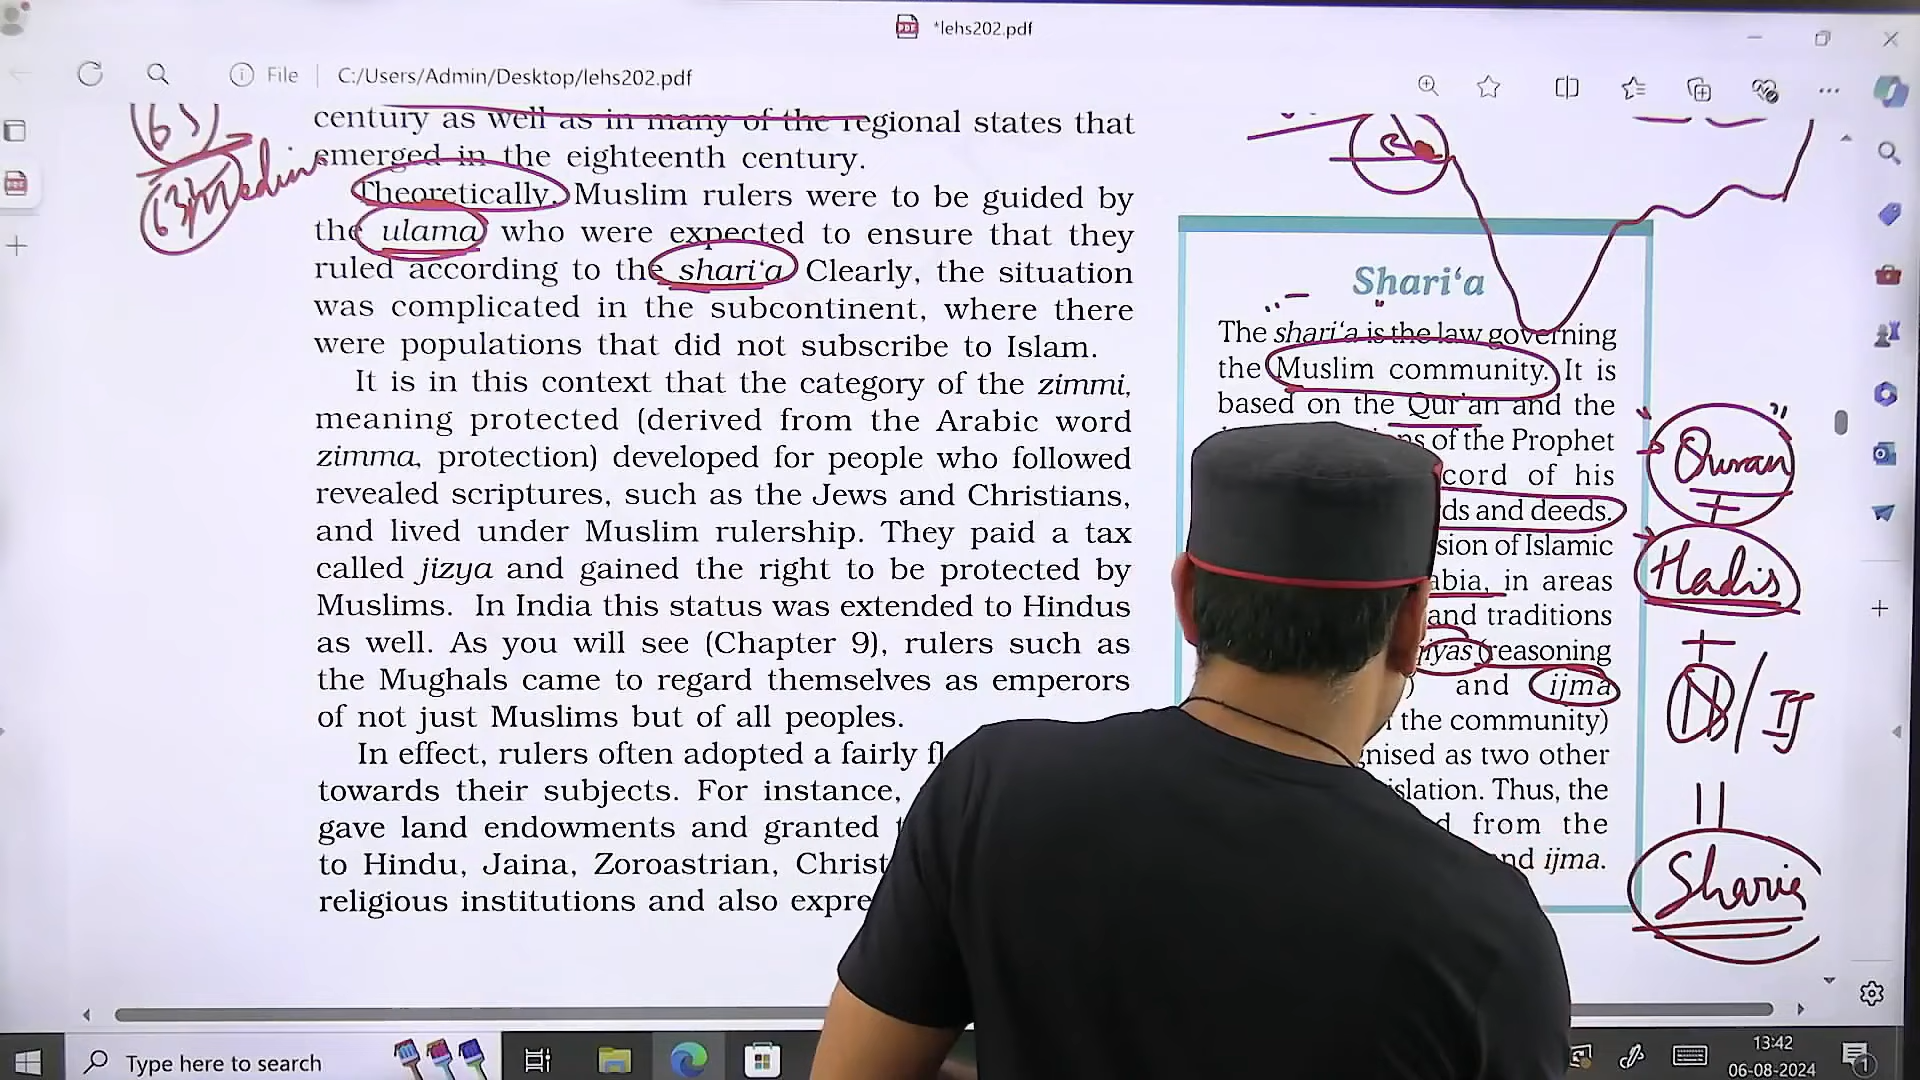 *lehs202.pdf
File
C:/Users/Admin/Desktop/lehs202.pdf
century as well as in many of the regional states that
emerged in the eighteenth century.
Theoretically, Muslim rulers were to be guided by
the ulama who were expected to ensure that they
ruled according to the shari‘a Clearly, the situation
was complicated in the subcontinent, where there
were populations that did not subscribe to Islam.
It is in this context that the category of the zimmi,
meaning protected (derived from the Arabic word
zimma, protection) developed for people who followed
revealed scriptures, such as the Jews and Christians,
and lived under Muslim rulership. They paid a tax
called jizya and gained the right to be protected by
Muslims. In India this status was extended to Hindus
as well. As you will see (Chapter 9), rulers such as
the Mughals came to regard themselves as emperors
of not just Muslims but of all peoples.
In effect, rulers often adopted a fairly
towards their subjects. For instance,
gave land endowments and granted
to Hindu, Jaina, Zoroastrian,
religious institutions and also
Shari‘a
The shari‘a is the law governing
the Muslim community. It is
based on the Qur'an and the
of the Prophet
of his
and deeds.
of Islamic
in areas
and traditions
(reasoning
and ijma
the community)
as two other
Thus, the
from the
ijma.
Quran
+
Hadis
+
/ IJ
=
Sharia
Type here to search
13:42
06-08-2024
1